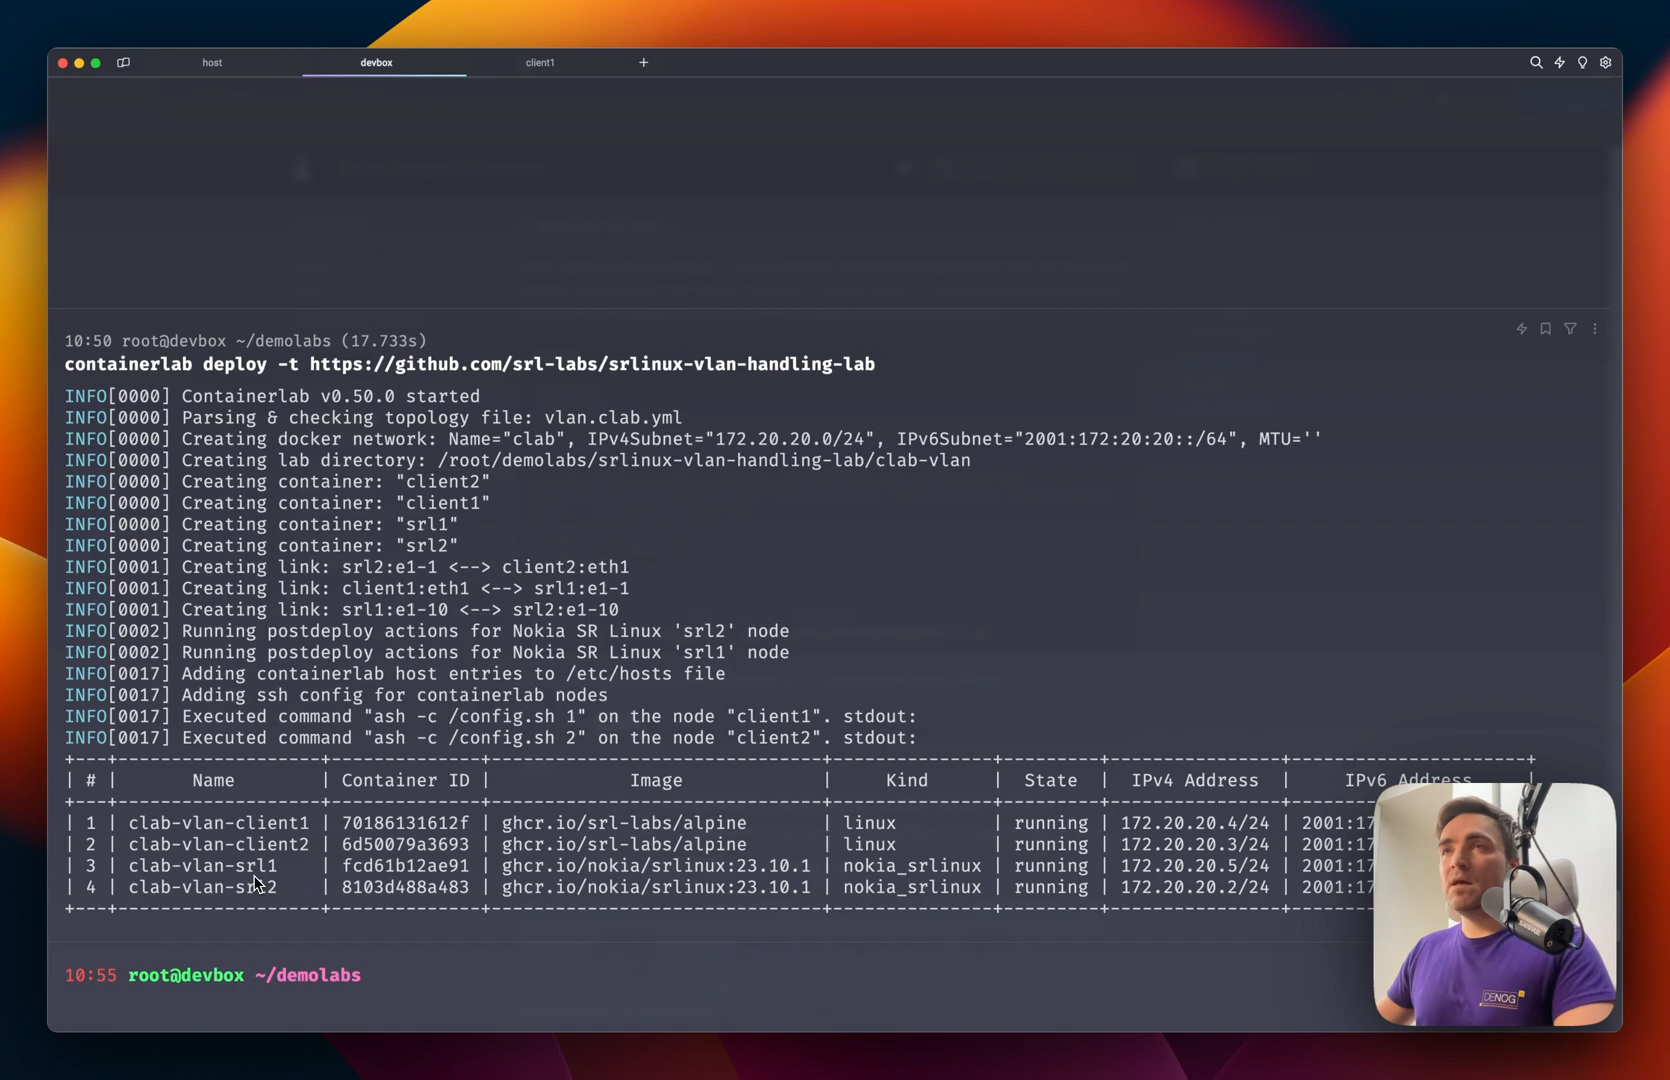 host devbox client1 +
10:50 root@devbox ~/demolabs (17.733s)
containerlab deploy -t https://github.com/srl-labs/srlinux-vlan-handling-lab
INFO[0000] Containerlab v0.50.0 started
INFO[0000] Parsing & checking topology file: vlan.clab.yml
INFO[0000] Creating docker network: Name="clab", IPv4Subnet="172.20.20.0/24", IPv6Subnet="2001:172:20:20::/64", MTU=''
INFO[0000] Creating lab directory: /root/demolabs/srlinux-vlan-handling-lab/clab-vlan
INFO[0000] Creating container: "client2"
INFO[0000] Creating container: "client1"
INFO[0000] Creating container: "srl1"
INFO[0000] Creating container: "srl2"
INFO[0001] Creating link: srl2:e1-1 <--> client2:eth1
INFO[0001] Creating link: client1:eth1 <--> srl1:e1-1
INFO[0001] Creating link: srl1:e1-10 <--> srl2:e1-10
INFO[0002] Running postdeploy actions for Nokia SR Linux 'srl2' node
INFO[0002] Running postdeploy actions for Nokia SR Linux 'srl1' node
INFO[0017] Adding containerlab host entries to /etc/hosts file
INFO[0017] Adding ssh config for containerlab nodes
INFO[0017] Executed command "ash -c /config.sh 1" on the node "client1". stdout:
INFO[0017] Executed command "ash -c /config.sh 2" on the node "client2". stdout:
| # | Name | Container ID | Image | Kind | State | IPv4 Address | IPv6 Address |
| 1 | clab-vlan-client1 | 70186131612f | ghcr.io/srl-labs/alpine | linux | running | 172.20.20.4/24 | 2001:17
| 2 | clab-vlan-client2 | 6d50079a3693 | ghcr.io/srl-labs/alpine | linux | running | 172.20.20.3/24 | 2001:17
| 3 | clab-vlan-srl1 | fcd61b12ae91 | ghcr.io/nokia/srlinux:23.10.1 | nokia_srlinux | running | 172.20.20.5/24 | 2001:17
| 4 | clab-vlan-srl2 | 8103d488a483 | ghcr.io/nokia/srlinux:23.10.1 | nokia_srlinux | running | 172.20.20.2/24 | 2001:17
10:55 root@devbox ~/demolabs
DENOG